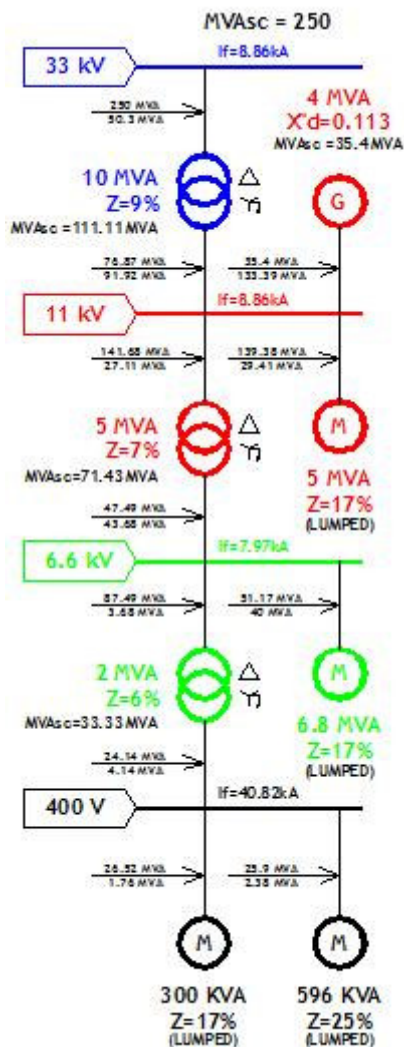 MVAsc = 250
33 kV
If=8.86kA
250 MVA
50.3 MVA
4 MVA
X"d=0.113
MVAsc =35.4MVA
10 MVA
Z=9%
MVAsc =111.11MVA
G
76.87 MVA
91.92 MVA
35.4 MVA
133.39 MVA
11 kV
If=8.86kA
141.68 MVA
27.11 MVA
139.38 MVA
29.41 MVA
5 MVA
Z=7%
MVAsc=71.43MVA
M
5 MVA
Z=17%
(LUMPED)
47.49 MVA
43.68 MVA
6.6 kV
If=7.97kA
87.49 MVA
3.68 MVA
51.17 MVA
40 MVA
2 MVA
Z=6%
MVAsc=33.33MVA
M
6.8 MVA
Z=17%
(LUMPED)
24.14 MVA
4.14 MVA
400 V
If=40.82kA
26.52 MVA
1.76 MVA
25.9 MVA
2.38 MVA
M
M
300 KVA
Z=17%
(LUMPED)
596 KVA
Z=25%
(LUMPED)